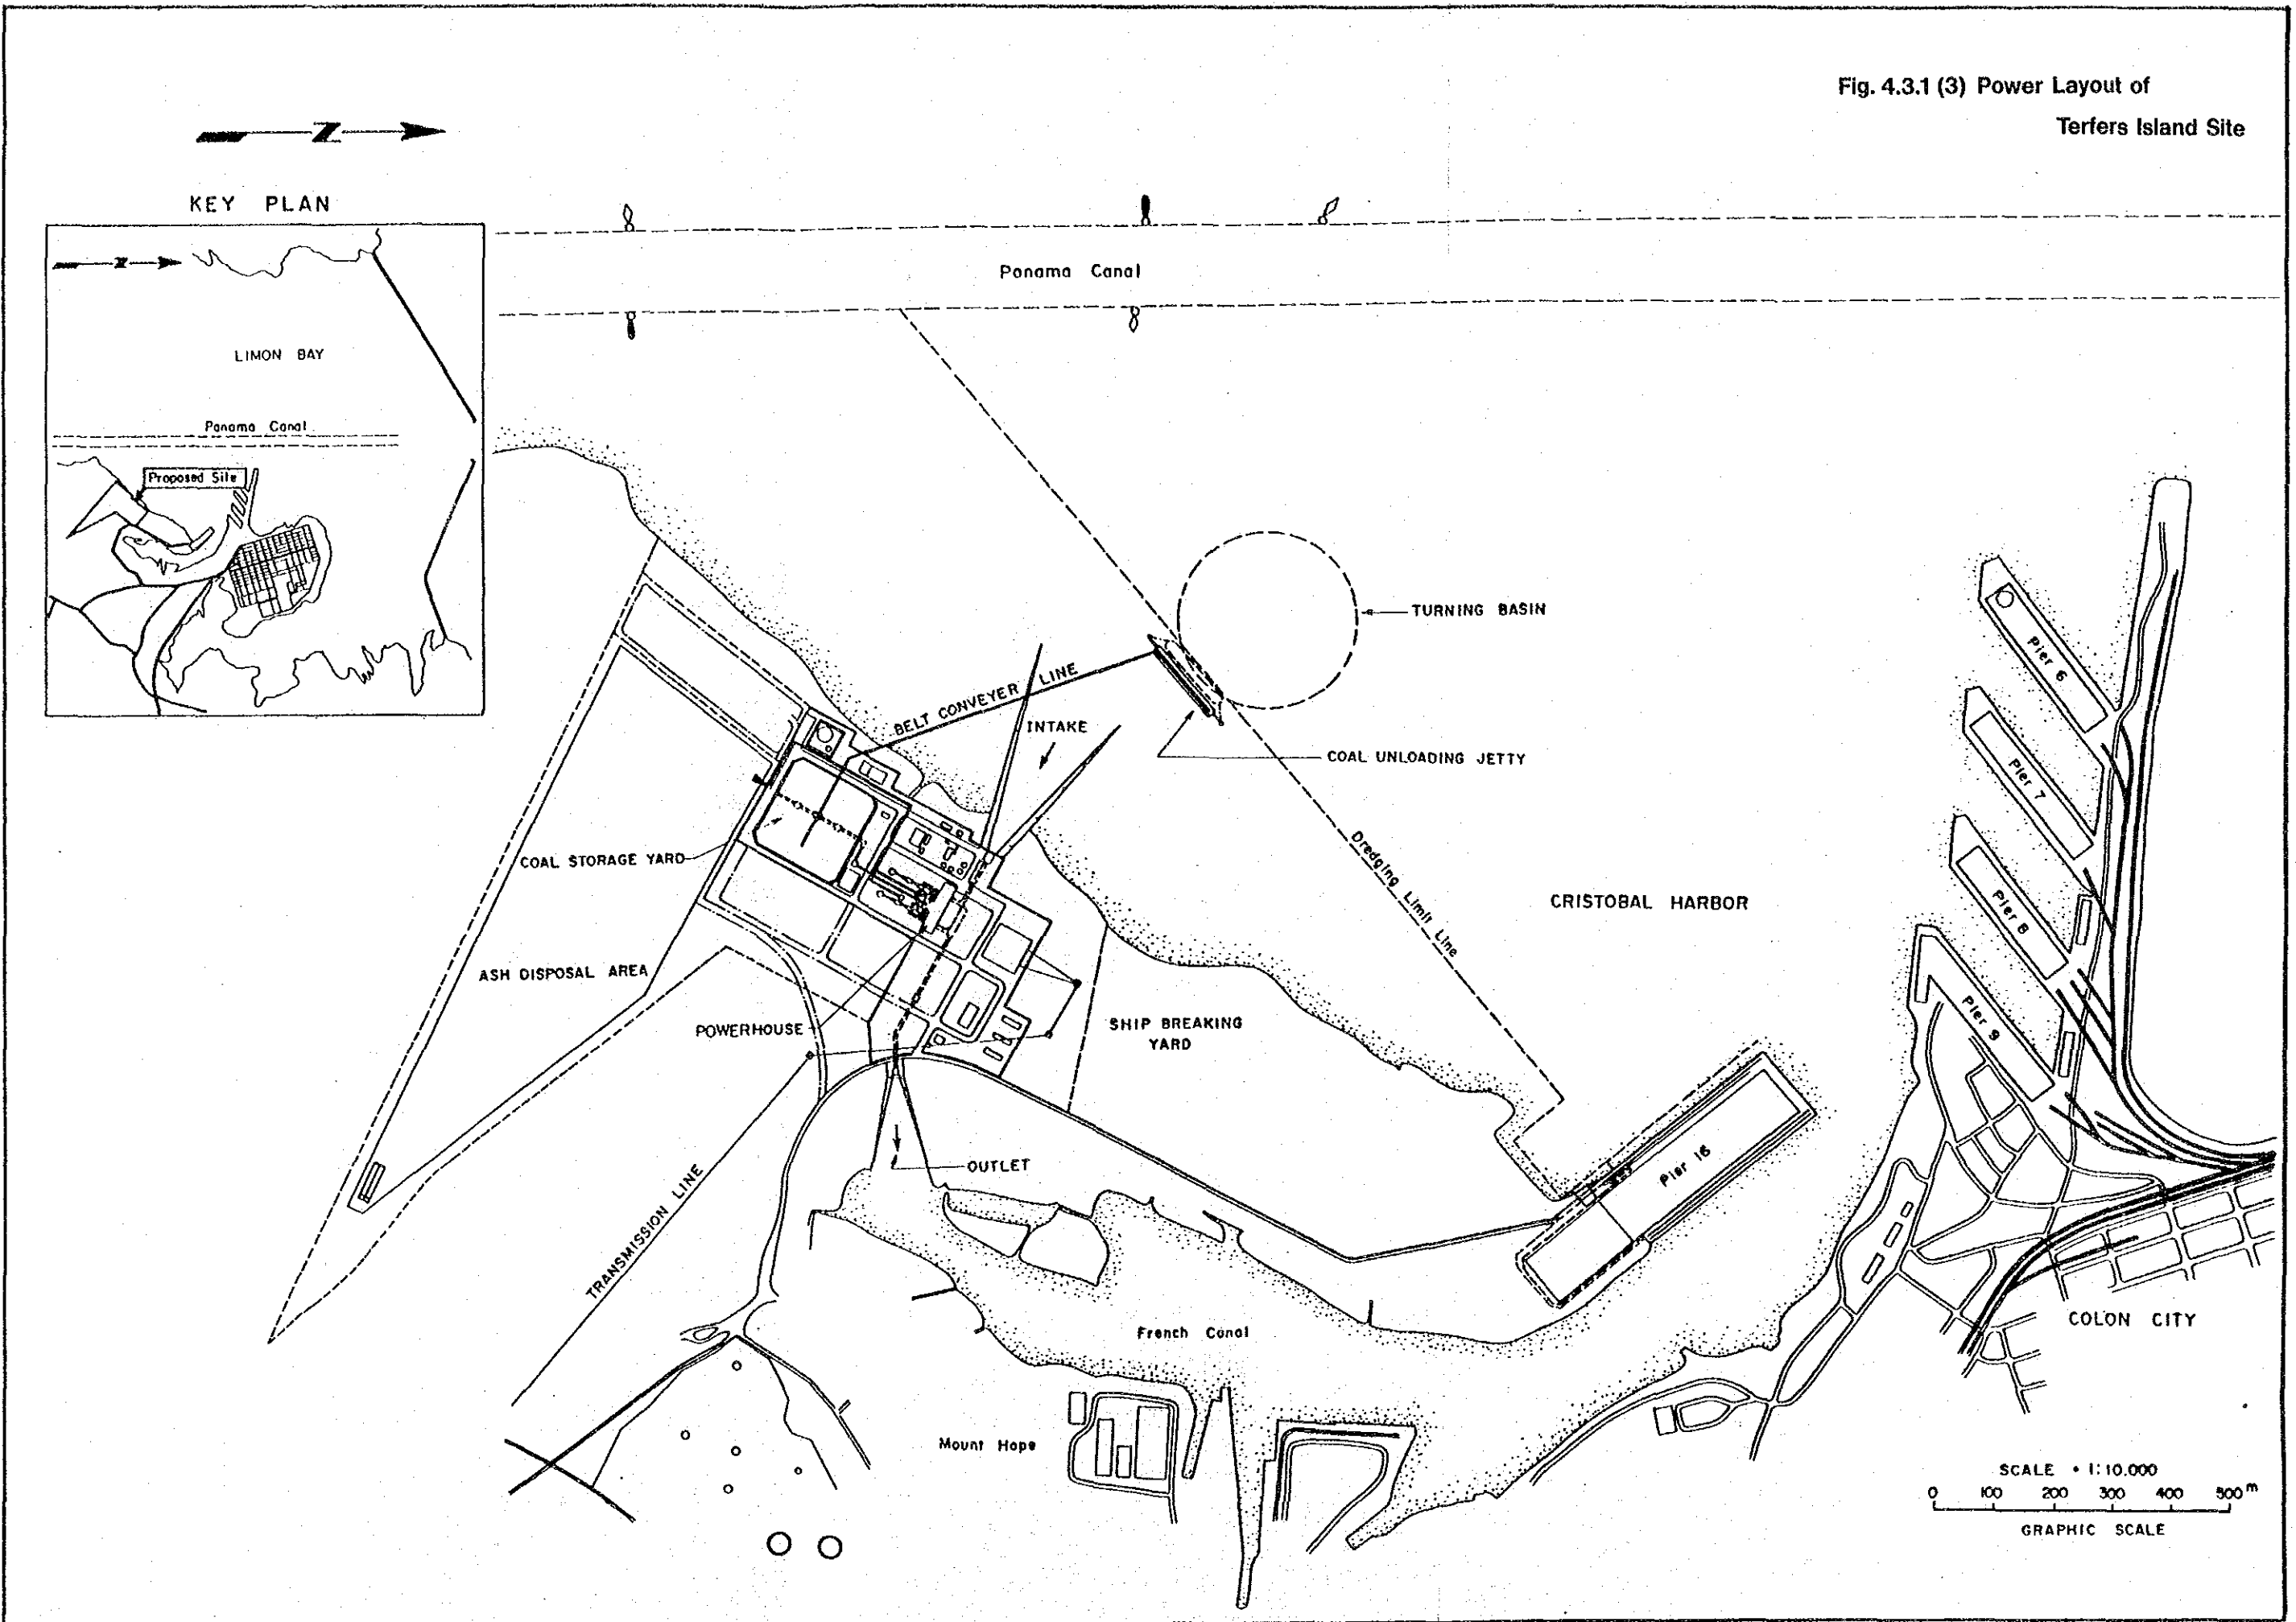 Fig. 4.3.1 (3) Power Layout of
Terfers Island Site
Z
KEY PLAN
Z
LIMON BAY
Panama Canal
Proposed Site
Panama Canal
TURNING BASIN
BELT CONVEYER LINE
INTAKE
COAL UNLOADING JETTY
COAL STORAGE YARD
Dredging Limit Line
CRISTOBAL HARBOR
Pier 6
Pier 7
Pier 8
Pier 9
ASH DISPOSAL AREA
POWERHOUSE
SHIP BREAKING
YARD
OUTLET
TRANSMISSION LINE
Pier 16
French Canal
COLON CITY
Mount Hope
SCALE • 1:10.000
0 100 200 300 400 500 m
GRAPHIC SCALE